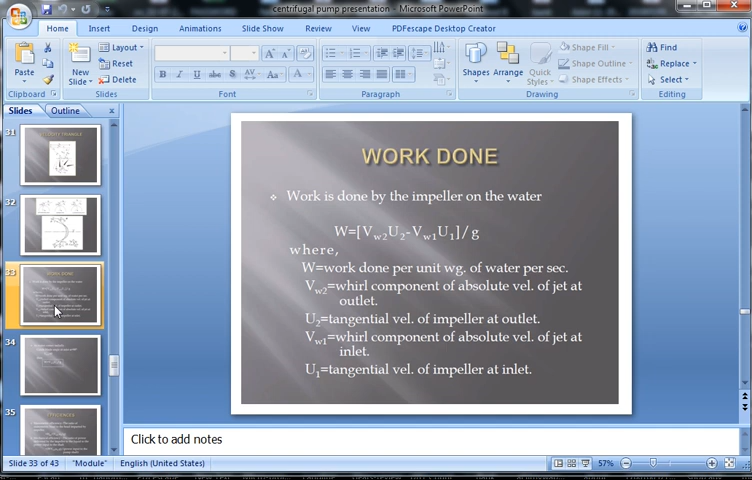 centrifugal pump presentation - Microsoft PowerPoint
Home Insert Design Animations Slide Show Review View PDFescape Desktop Creator
Paste
New Slide
Layout
Reset
Delete
Shapes
Arrange
Quick Styles
Shape Fill
Shape Outline
Shape Effects
Find
Replace
Select
Clipboard Slides Font Paragraph Drawing Editing
Slides Outline
31
32
33
WORK DONE
34
35
WORK DONE
Work is done by the impeller on the water
W=[Vw2U2-Vw1U1] / g
where,
W=work done per unit wg. of water per sec.
Vw2=whirl component of absolute vel. of jet at
outlet.
U2=tangential vel. of impeller at outlet.
Vw1=whirl component of absolute vel. of jet at
inlet.
U1=tangential vel. of impeller at inlet.
Click to add notes
Slide 33 of 43 "Module" English (United States) 57%